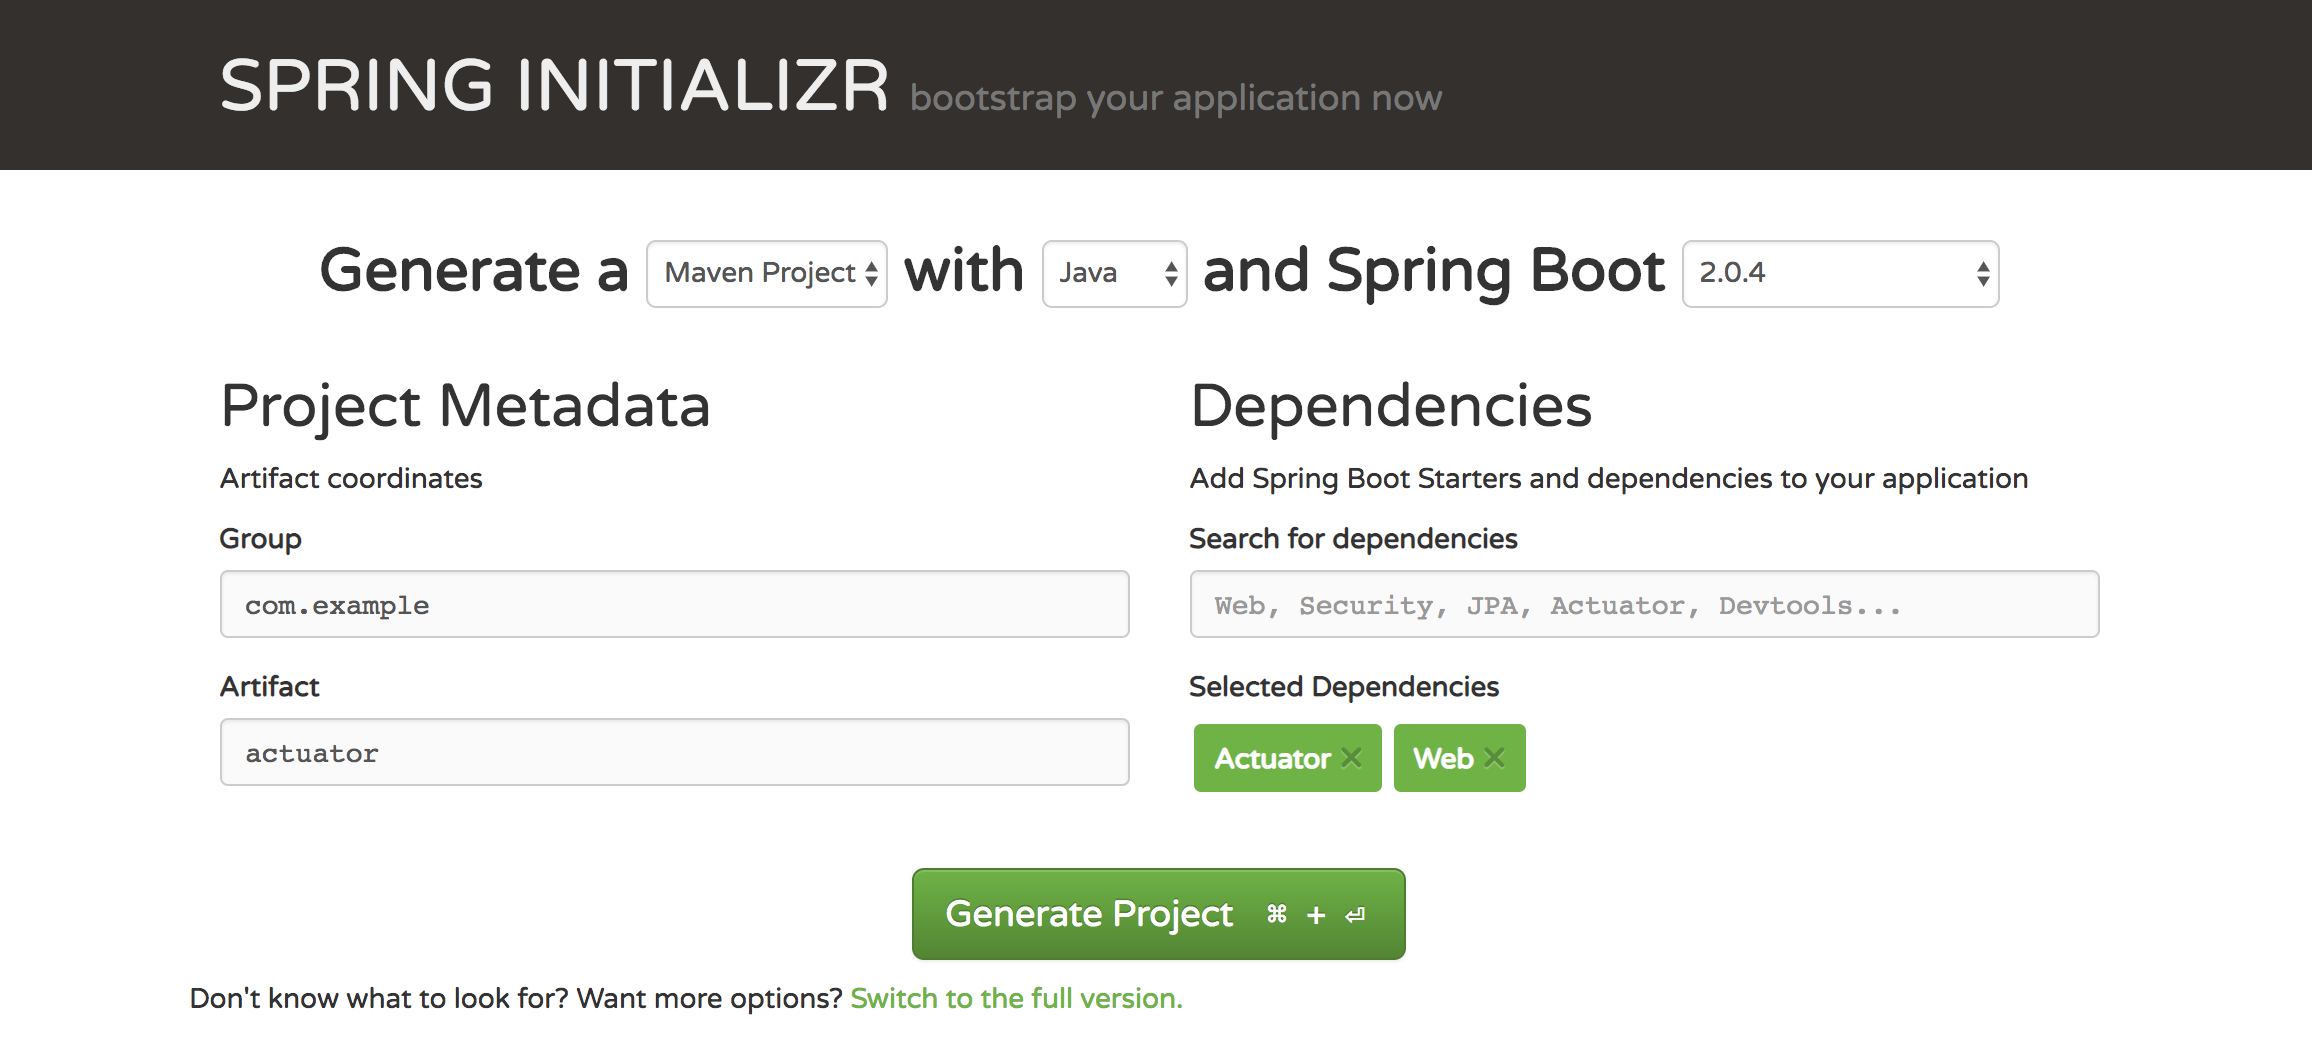 SPRING INITIALIZR bootstrap your application now
Generate a Maven Project with Java and Spring Boot 2.0.4
Project Metadata
Artifact coordinates
Group
com.example
Artifact
actuator
Dependencies
Add Spring Boot Starters and dependencies to your application
Search for dependencies
Web, Security, JPA, Actuator, Devtools...
Selected Dependencies
Actuator ✕ Web ✕
Generate Project ⌘ + ⏎
Don't know what to look for? Want more options? Switch to the full version.